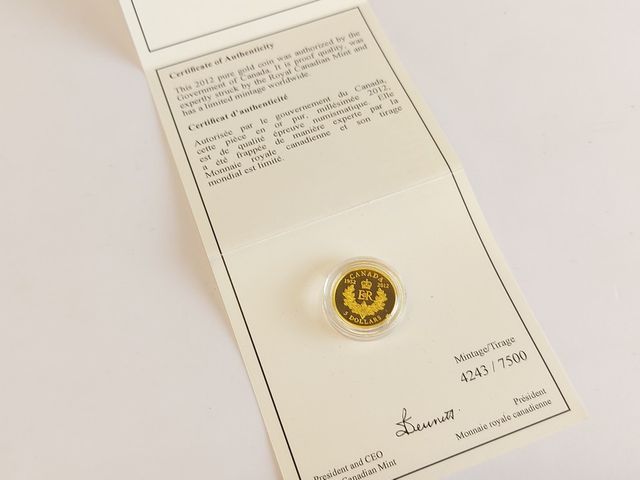 Certificate of Authenticity
This 2012 pure gold coin was authorized by the
Government of Canada. It is proof quality, was
expertly struck by the Royal Canadian Mint and
has a limited mintage worldwide.
Certificat d'authenticité
Autorisée par le gouvernement du Canada,
cette pièce en or pur, millésimée 2012,
est de qualité épreuve numismatique. Elle
a été frappée de manière experte par la
Monnaie royale canadienne et son tirage
mondial est limité.
CANADA
1952 2012
EIIR
5 DOLLARS
Mintage/Tirage
4243 / 7500
President and CEO
Canadian Mint
Président
Monnaie royale canadienne